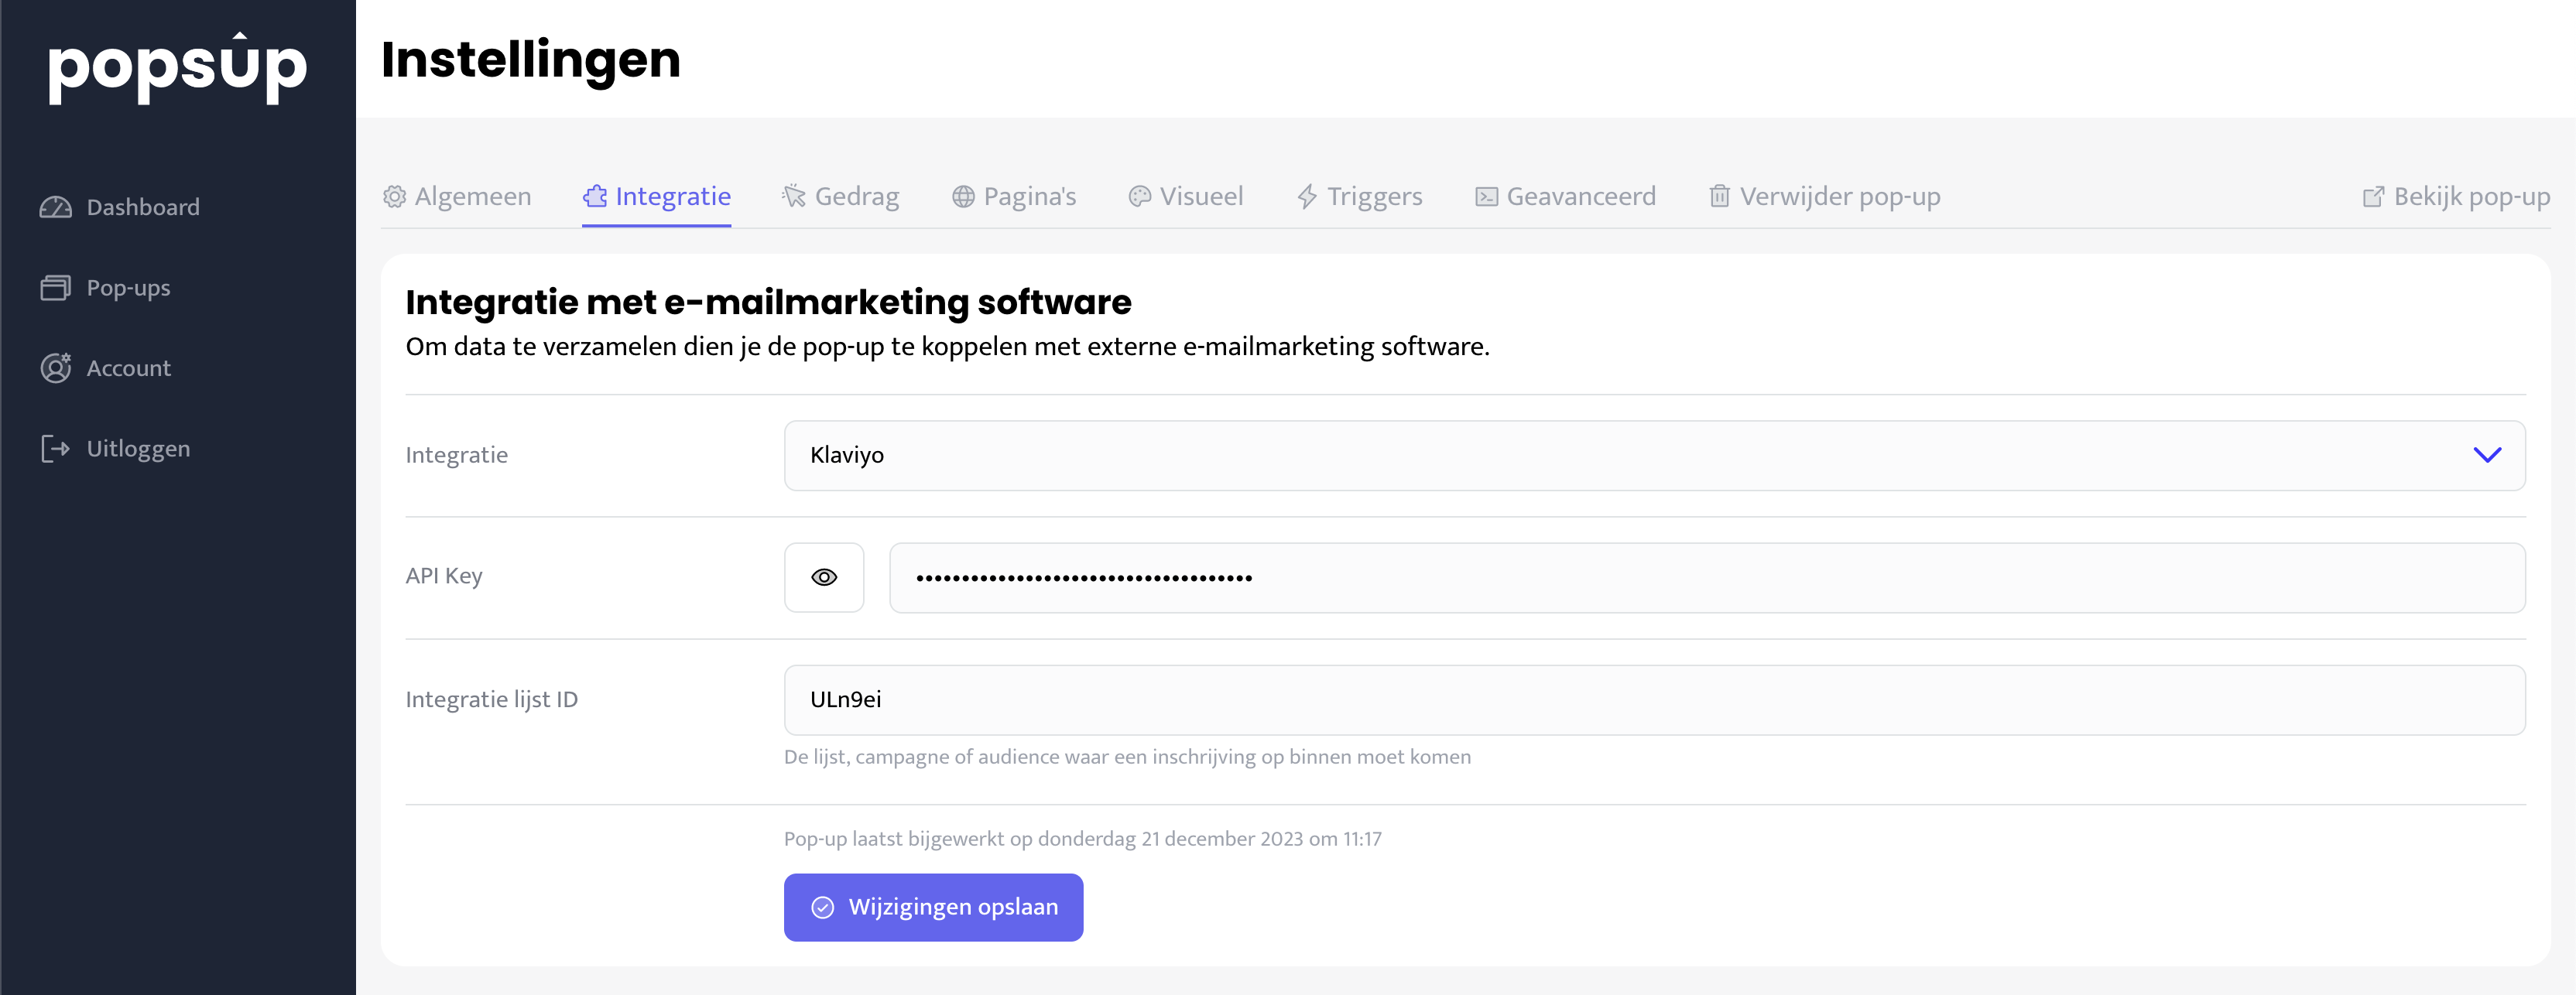 popsup
Instellingen
Dashboard
Pop-ups
Account
Uitloggen
Algemeen Integratie Gedrag Pagina's Visueel Triggers Geavanceerd Verwijder pop-up Bekijk pop-up
Integratie met e-mailmarketing software
Om data te verzamelen dien je de pop-up te koppelen met externe e-mailmarketing software.
Integratie Klaviyo
API Key •••••••••••••••••••••••••••••••••••••
Integratie lijst ID ULn9ei
De lijst, campagne of audience waar een inschrijving op binnen moet komen
Pop-up laatst bijgewerkt op donderdag 21 december 2023 om 11:17
Wijzigingen opslaan